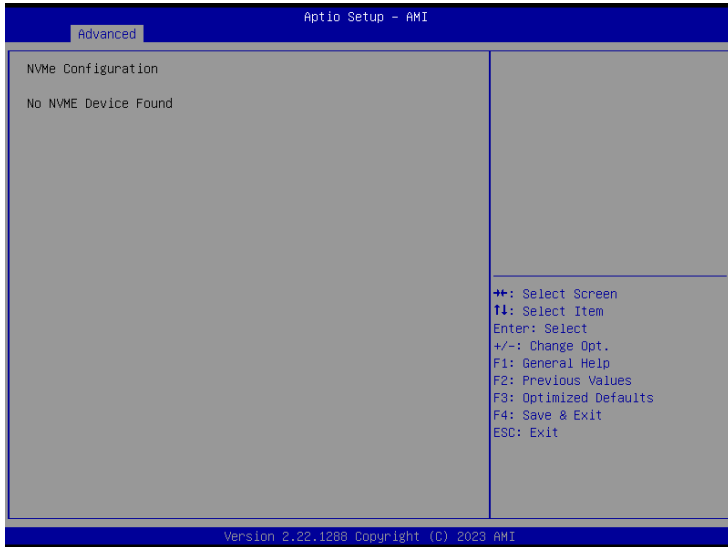 Aptio Setup – AMI
Advanced
NVMe Configuration
No NVME Device Found
→←: Select Screen
↑↓: Select Item
Enter: Select
+/-: Change Opt.
F1: General Help
F2: Previous Values
F3: Optimized Defaults
F4: Save & Exit
ESC: Exit
Version 2.22.1288 Copyright (C) 2023 AMI